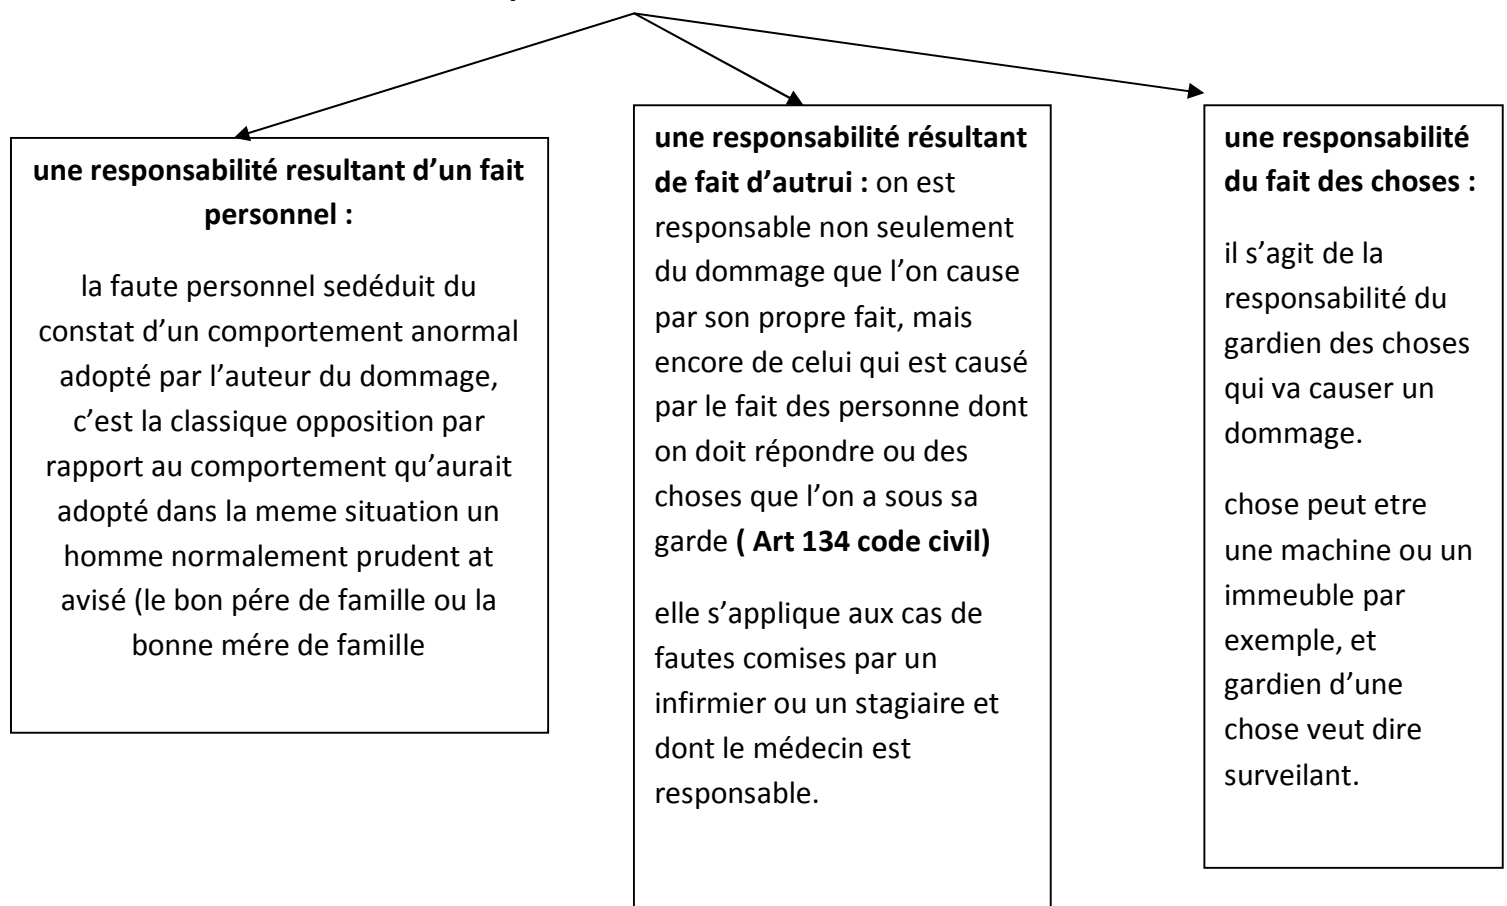 une responsabilité resultant d’un fait
personnel :
la faute personnel sedéduit du
constat d’un comportement anormal
adopté par l’auteur du dommage,
c’est la classique opposition par
rapport au comportement qu’aurait
adopté dans la meme situation un
homme normalement prudent at
avisé (le bon pére de famille ou la
bonne mére de famille
une responsabilité résultant
de fait d’autrui : on est
responsable non seulement
du dommage que l’on cause
par son propre fait, mais
encore de celui qui est causé
par le fait des personne dont
on doit répondre ou des
choses que l’on a sous sa
garde ( Art 134 code civil)
elle s’applique aux cas de
fautes comises par un
infirmier ou un stagiaire et
dont le médecin est
responsable.
une responsabilité
du fait des choses :
il s’agit de la
responsabilité du
gardien des choses
qui va causer un
dommage.
chose peut etre
une machine ou un
immeuble par
exemple, et
gardien d’une
chose veut dire
surveilant.